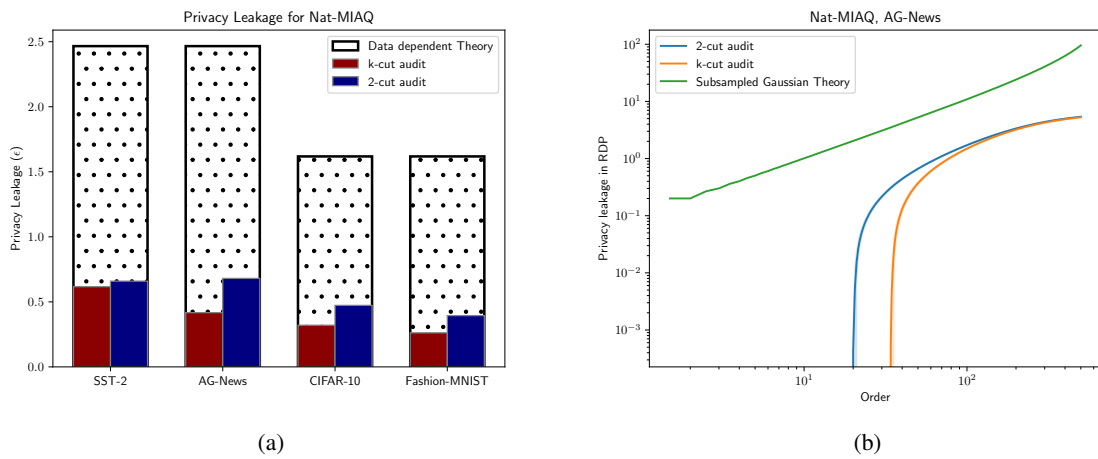 Privacy Leakage for Nat-MIAQ
Privacy Leakage (ϵ)
2.5
2.0
1.5
1.0
0.5
0.0
Data dependent Theory
k-cut audit
2-cut audit
SST-2
AG-News
CIFAR-10
Fashion-MNIST
(a)
Nat-MIAQ, AG-News
Privacy leakage in RDP
10²
10¹
10⁰
10⁻¹
10⁻²
10⁻³
2-cut audit
k-cut audit
Subsampled Gaussian Theory
10¹
10²
Order
(b)